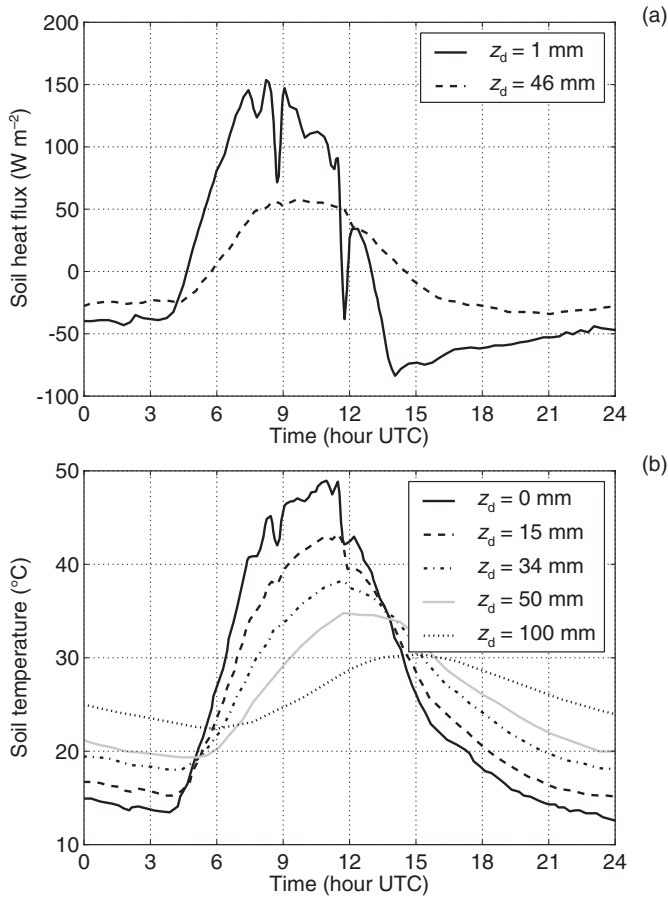 (a)
200
150
100
50
0
-50
-100
Soil heat flux (W m⁻²)
z_d = 1 mm
z_d = 46 mm
0 3 6 9 12 15 18 21 24
Time (hour UTC)
(b)
50
40
30
20
10
Soil temperature (°C)
z_d = 0 mm
z_d = 15 mm
z_d = 34 mm
z_d = 50 mm
z_d = 100 mm
0 3 6 9 12 15 18 21 24
Time (hour UTC)